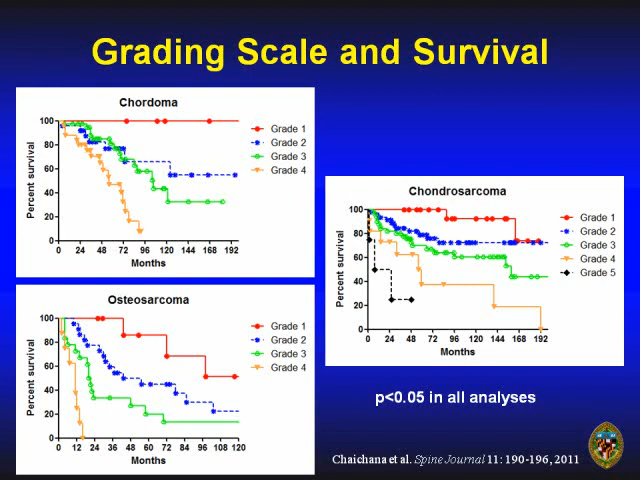 Grading Scale and Survival
Chordoma
Percent survival
100
80
60
40
20
0
0 24 48 72 96 120 144 168 192
Months
Grade 1
Grade 2
Grade 3
Grade 4
Osteosarcoma
Percent survival
100
80
60
40
20
0
0 12 24 36 48 60 72 84 96 108 120
Months
Grade 1
Grade 2
Grade 3
Grade 4
Chondrosarcoma
Percent survival
100
80
60
40
20
0
0 24 48 72 96 120 144 168 192
Months
Grade 1
Grade 2
Grade 3
Grade 4
Grade 5
p<0.05 in all analyses
Chaichana et al. Spine Journal 11: 190-196, 2011